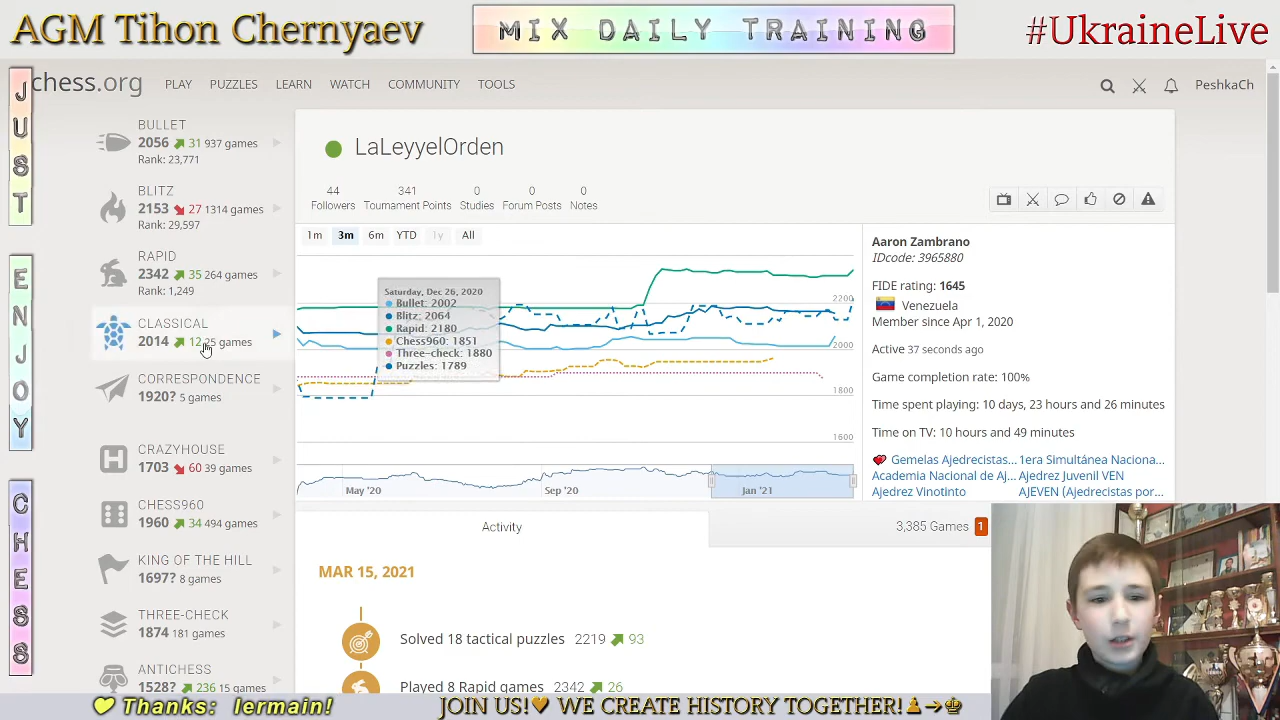 AGM Tihon Chernyaev
MIX DAILY TRAINING
#UkraineLive
JUST
ENJOY
CHESS
chess.org
PLAY PUZZLES LEARN WATCH COMMUNITY TOOLS
PeshkaCh
BULLET
2056 31 937 games
Rank: 23,771
BLITZ
2153 27 1314 games
Rank: 29,597
RAPID
2342 35 264 games
Rank: 1,249
CLASSICAL
2014 12 25 games
CORRESPONDENCE
1920? 5 games
CRAZYHOUSE
1703 60 39 games
CHESS960
1960 34 494 games
KING OF THE HILL
1697? 8 games
THREE-CHECK
1874 181 games
ANTICHESS
1528? 236 15 games
LaLeyyelOrden
44 341 0 0 0
Followers Tournament Points Studies Forum Posts Notes
1m 3m 6m YTD 1y All
Saturday, Dec 26, 2020
Bullet: 2002
Blitz: 2064
Rapid: 2180
Chess960: 1851
Three-check: 1880
Puzzles: 1789
2200
2000
1800
1600
May '20 Sep '20 Jan '21
Aaron Zambrano
IDcode: 3965880
FIDE rating: 1645
Venezuela
Member since Apr 1, 2020
Active 37 seconds ago
Game completion rate: 100%
Time spent playing: 10 days, 23 hours and 26 minutes
Time on TV: 10 hours and 49 minutes
Gemelas Ajedrecistas... 1era Simultánea Naciona...
Academia Nacional de Aj... Ajedrez Juvenil VEN
Ajedrez Vinotinto AJEVEN (Ajedrecistas por...
Activity
3,385 Games 1
MAR 15, 2021
Solved 18 tactical puzzles 2219 93
Played 8 Rapid games 2342 26
Thanks: lermain!
JOIN US!♥ WE CREATE HISTORY TOGETHER!♟→♔